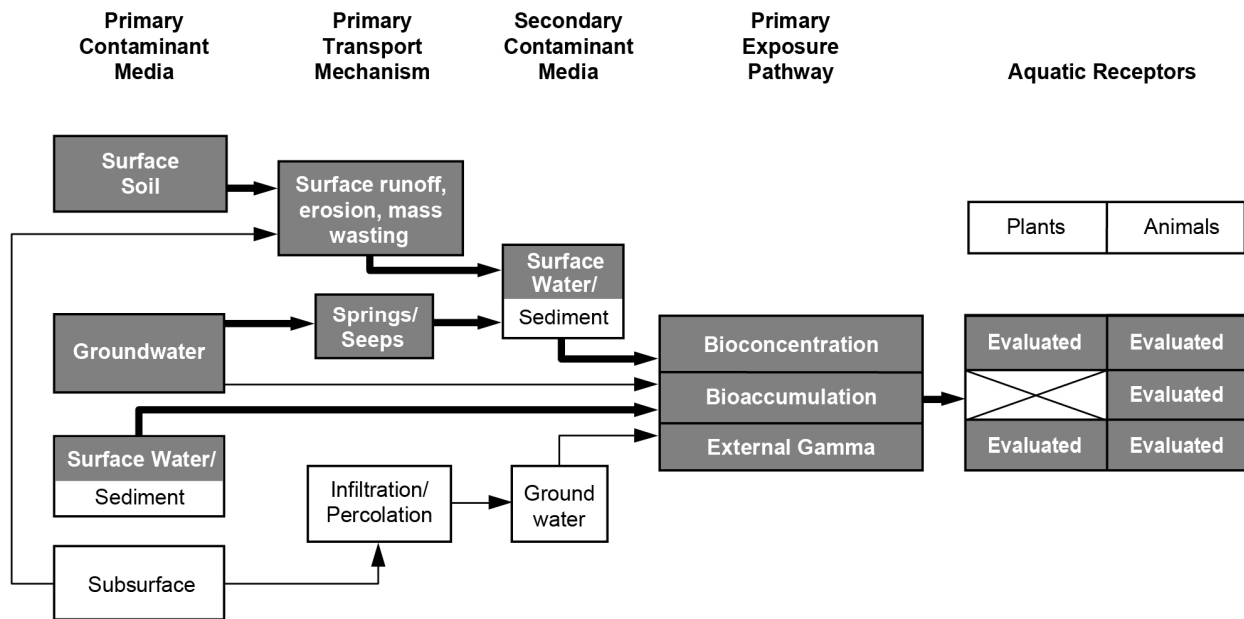 Primary
Contaminant
Media
Primary
Transport
Mechanism
Secondary
Contaminant
Media
Primary
Exposure
Pathway
Aquatic Receptors
Surface
Soil
Surface runoff,
erosion, mass
wasting
Plants
Animals
Surface
Water/
Sediment
Groundwater
Springs/
Seeps
Bioconcentration
Evaluated
Evaluated
Bioaccumulation
Evaluated
External Gamma
Evaluated
Evaluated
Surface Water/
Sediment
Infiltration/
Percolation
Ground
water
Subsurface